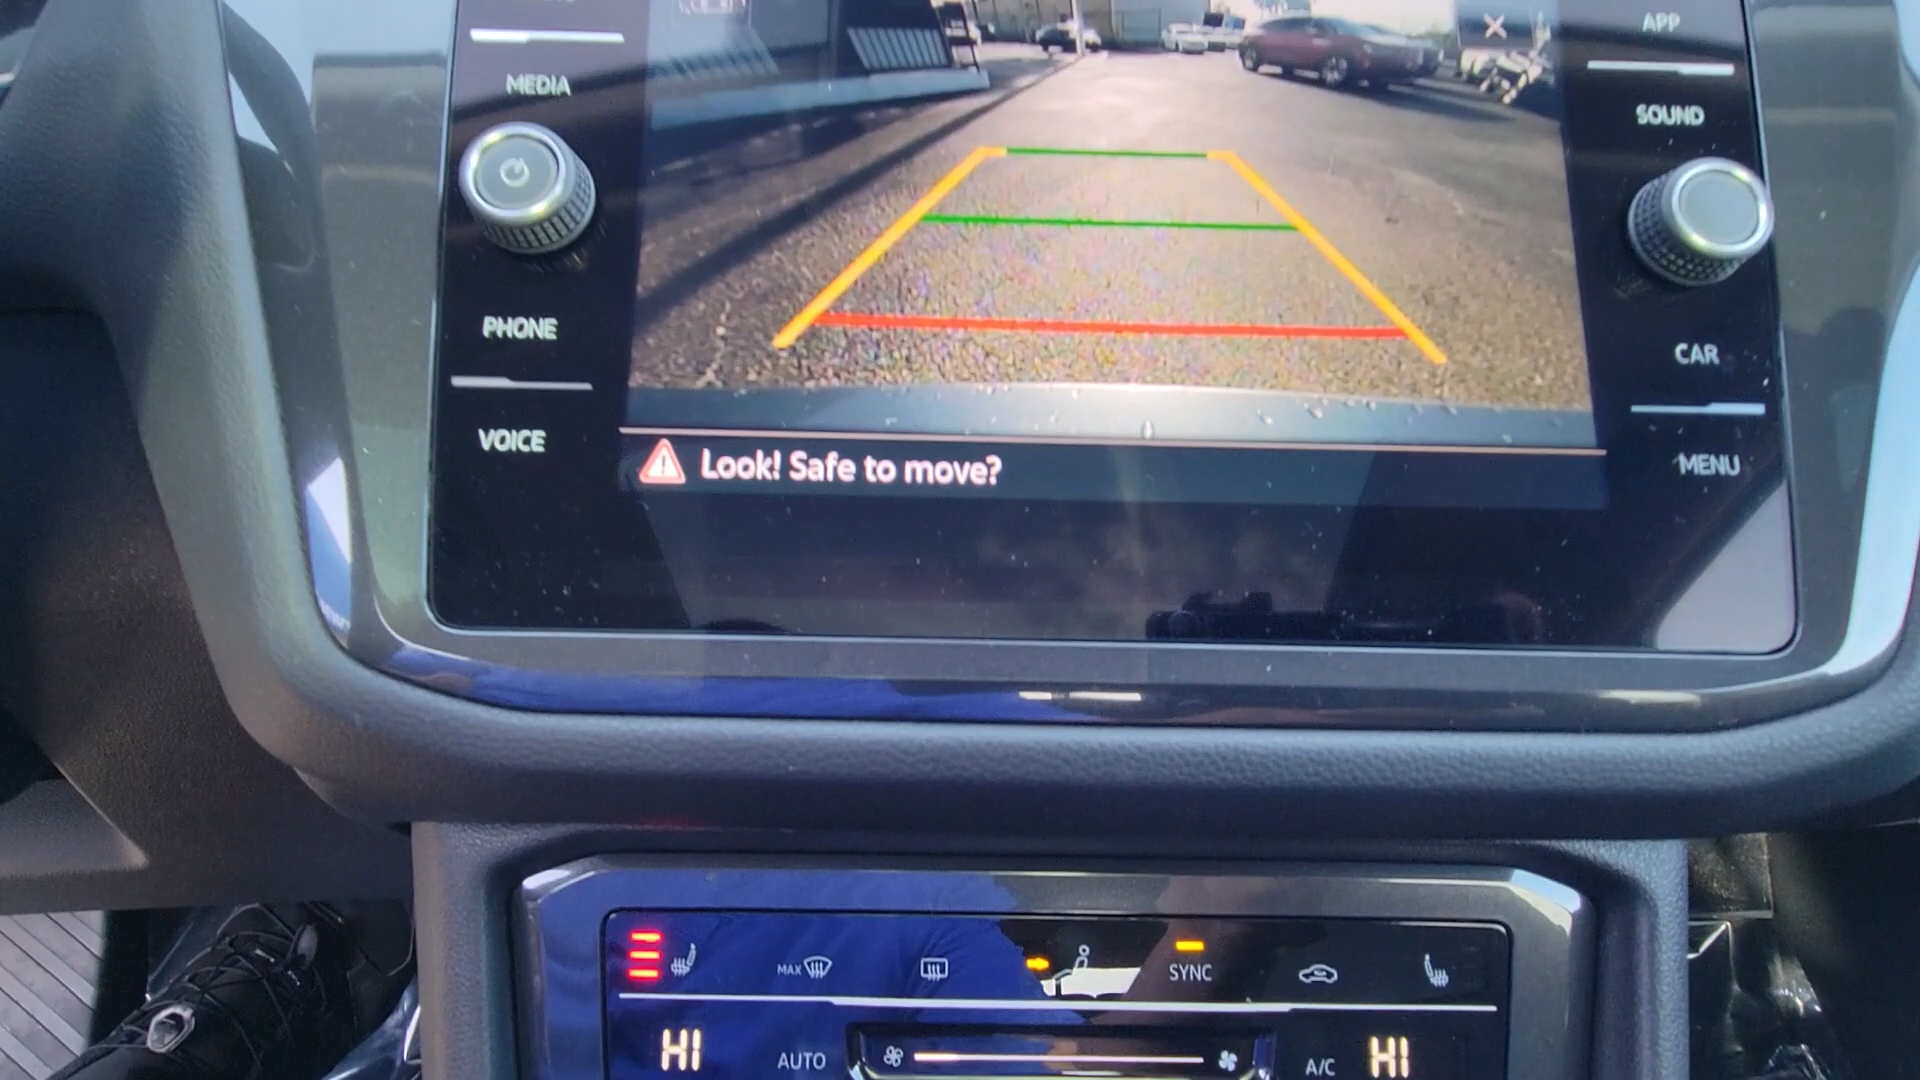 MEDIA
PHONE
VOICE
APP
SOUND
CAR
MENU
Look! Safe to move?
MAX
SYNC
HI
AUTO
A/C
HI